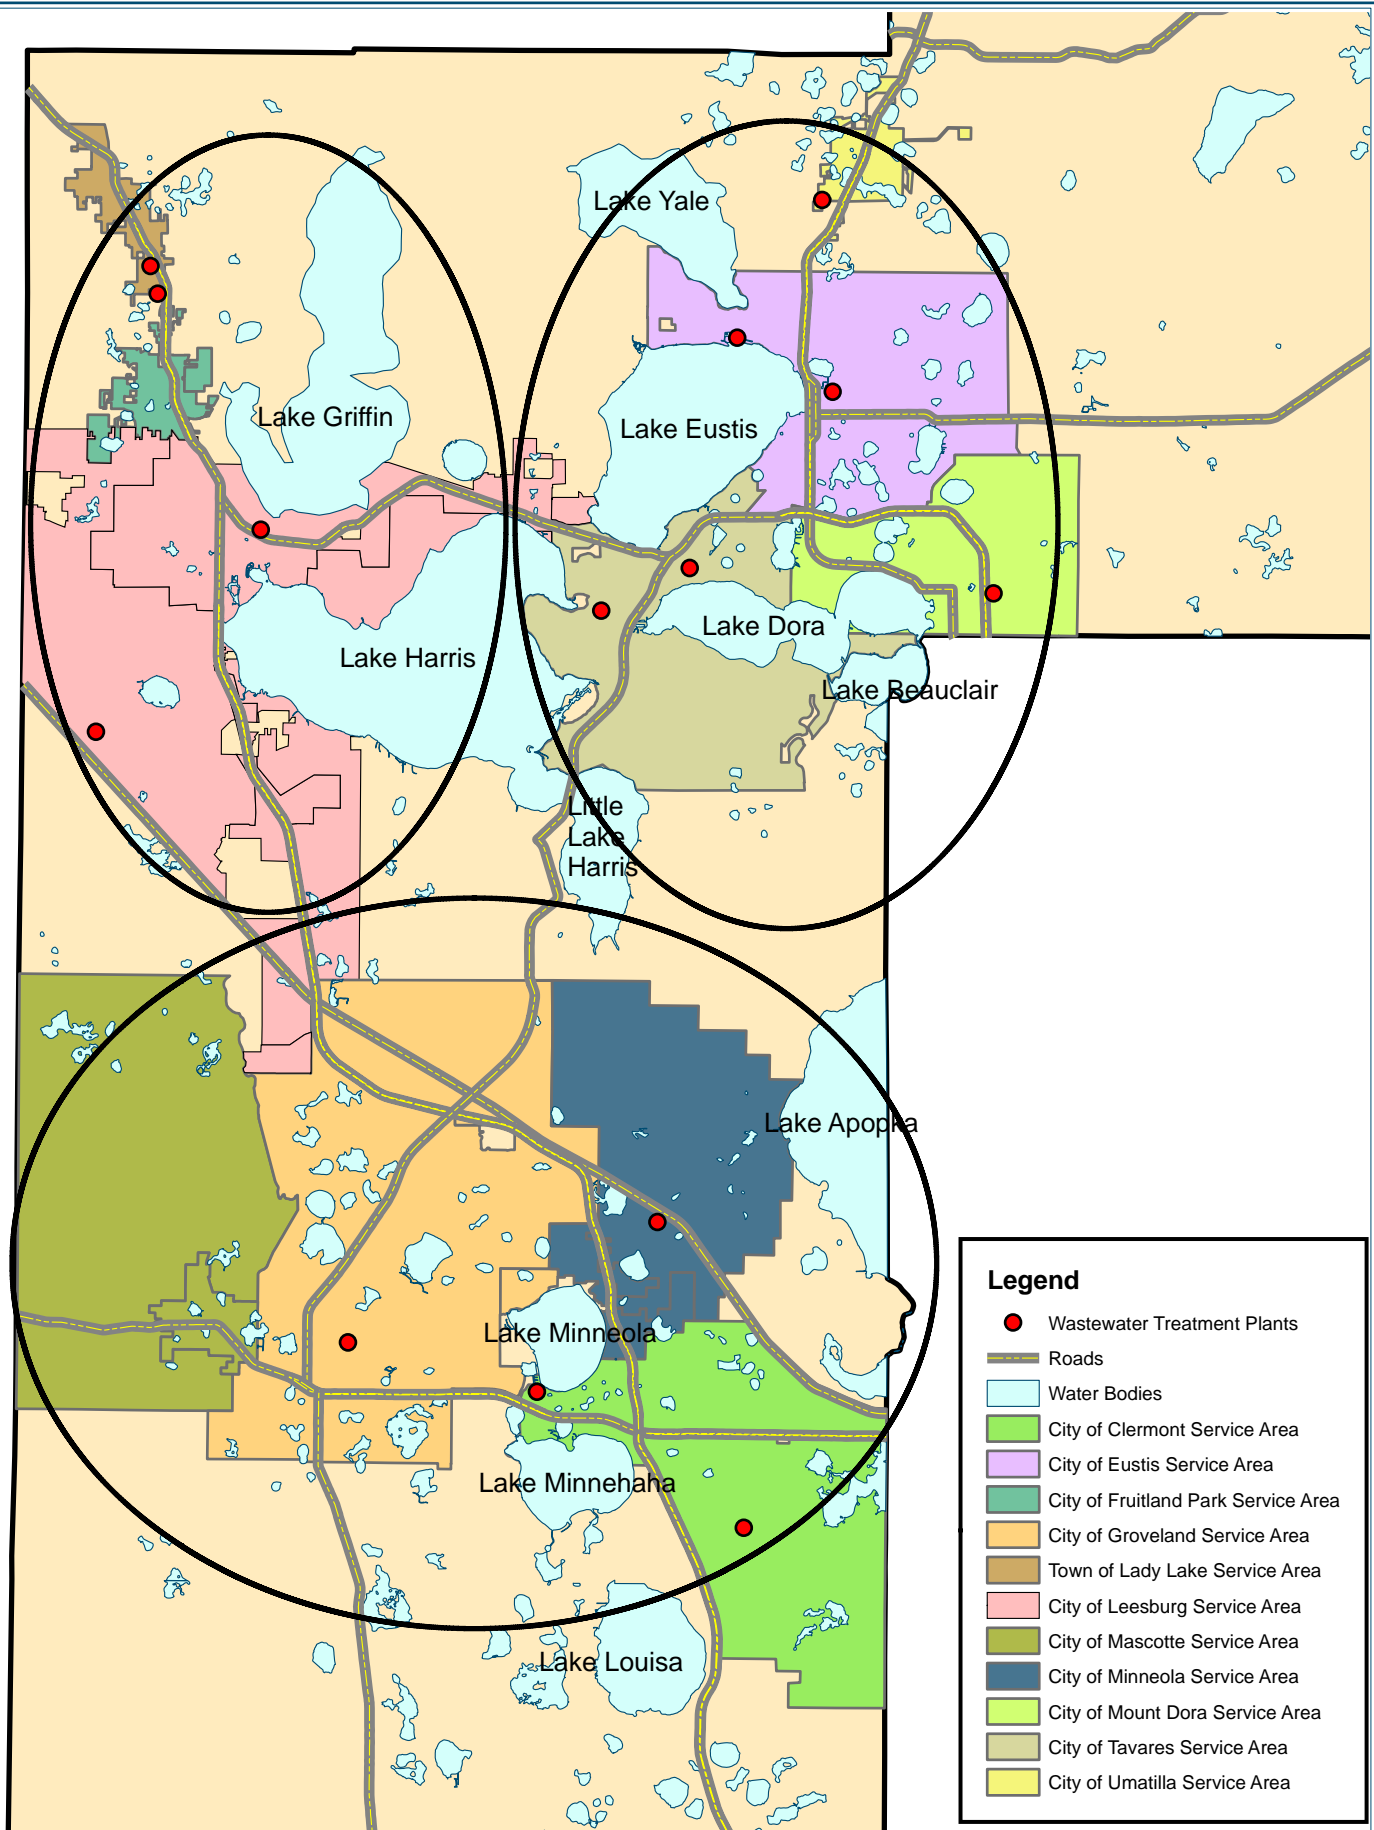 Lake Yale
Lake Griffin
Lake Eustis
Lake Dora
Lake Harris
Lake Beauclair
Little
Lake
Harris
Lake Apopka
Lake Minneola
Lake Minnehaha
Lake Louisa
Legend
Wastewater Treatment Plants
Roads
Water Bodies
City of Clermont Service Area
City of Eustis Service Area
City of Fruitland Park Service Area
City of Groveland Service Area
Town of Lady Lake Service Area
City of Leesburg Service Area
City of Mascotte Service Area
City of Minneola Service Area
City of Mount Dora Service Area
City of Tavares Service Area
City of Umatilla Service Area